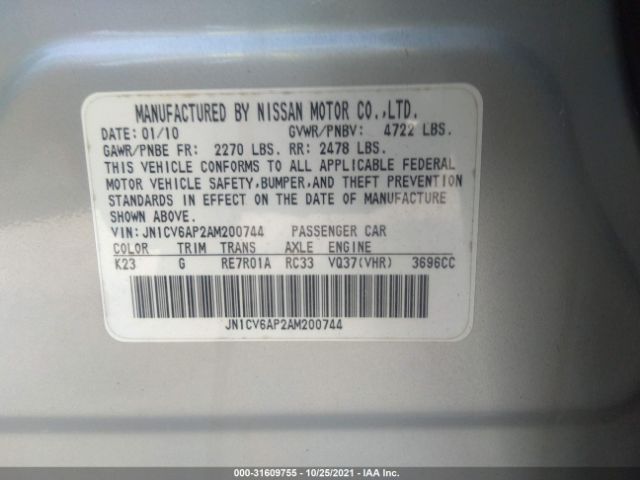 MANUFACTURED BY NISSAN MOTOR CO.,LTD.
DATE: 01/10 GVWR/PNBV: 4722 LBS.
GAWR/PNBE FR: 2270 LBS. RR: 2478 LBS.
THIS VEHICLE CONFORMS TO ALL APPLICABLE FEDERAL
MOTOR VEHICLE SAFETY,BUMPER,AND THEFT PREVENTION
STANDARDS IN EFFECT ON THE DATE OF MANUFACTURE
SHOWN ABOVE.
VIN: JN1CV6AP2AM200744 PASSENGER CAR
COLOR TRIM TRANS AXLE ENGINE
K23 G RE7R01A RC33 VQ37(VHR) 3696CC
JN1CV6AP2AM200744
000-31609755 - 10/25/2021 - IAA Inc.